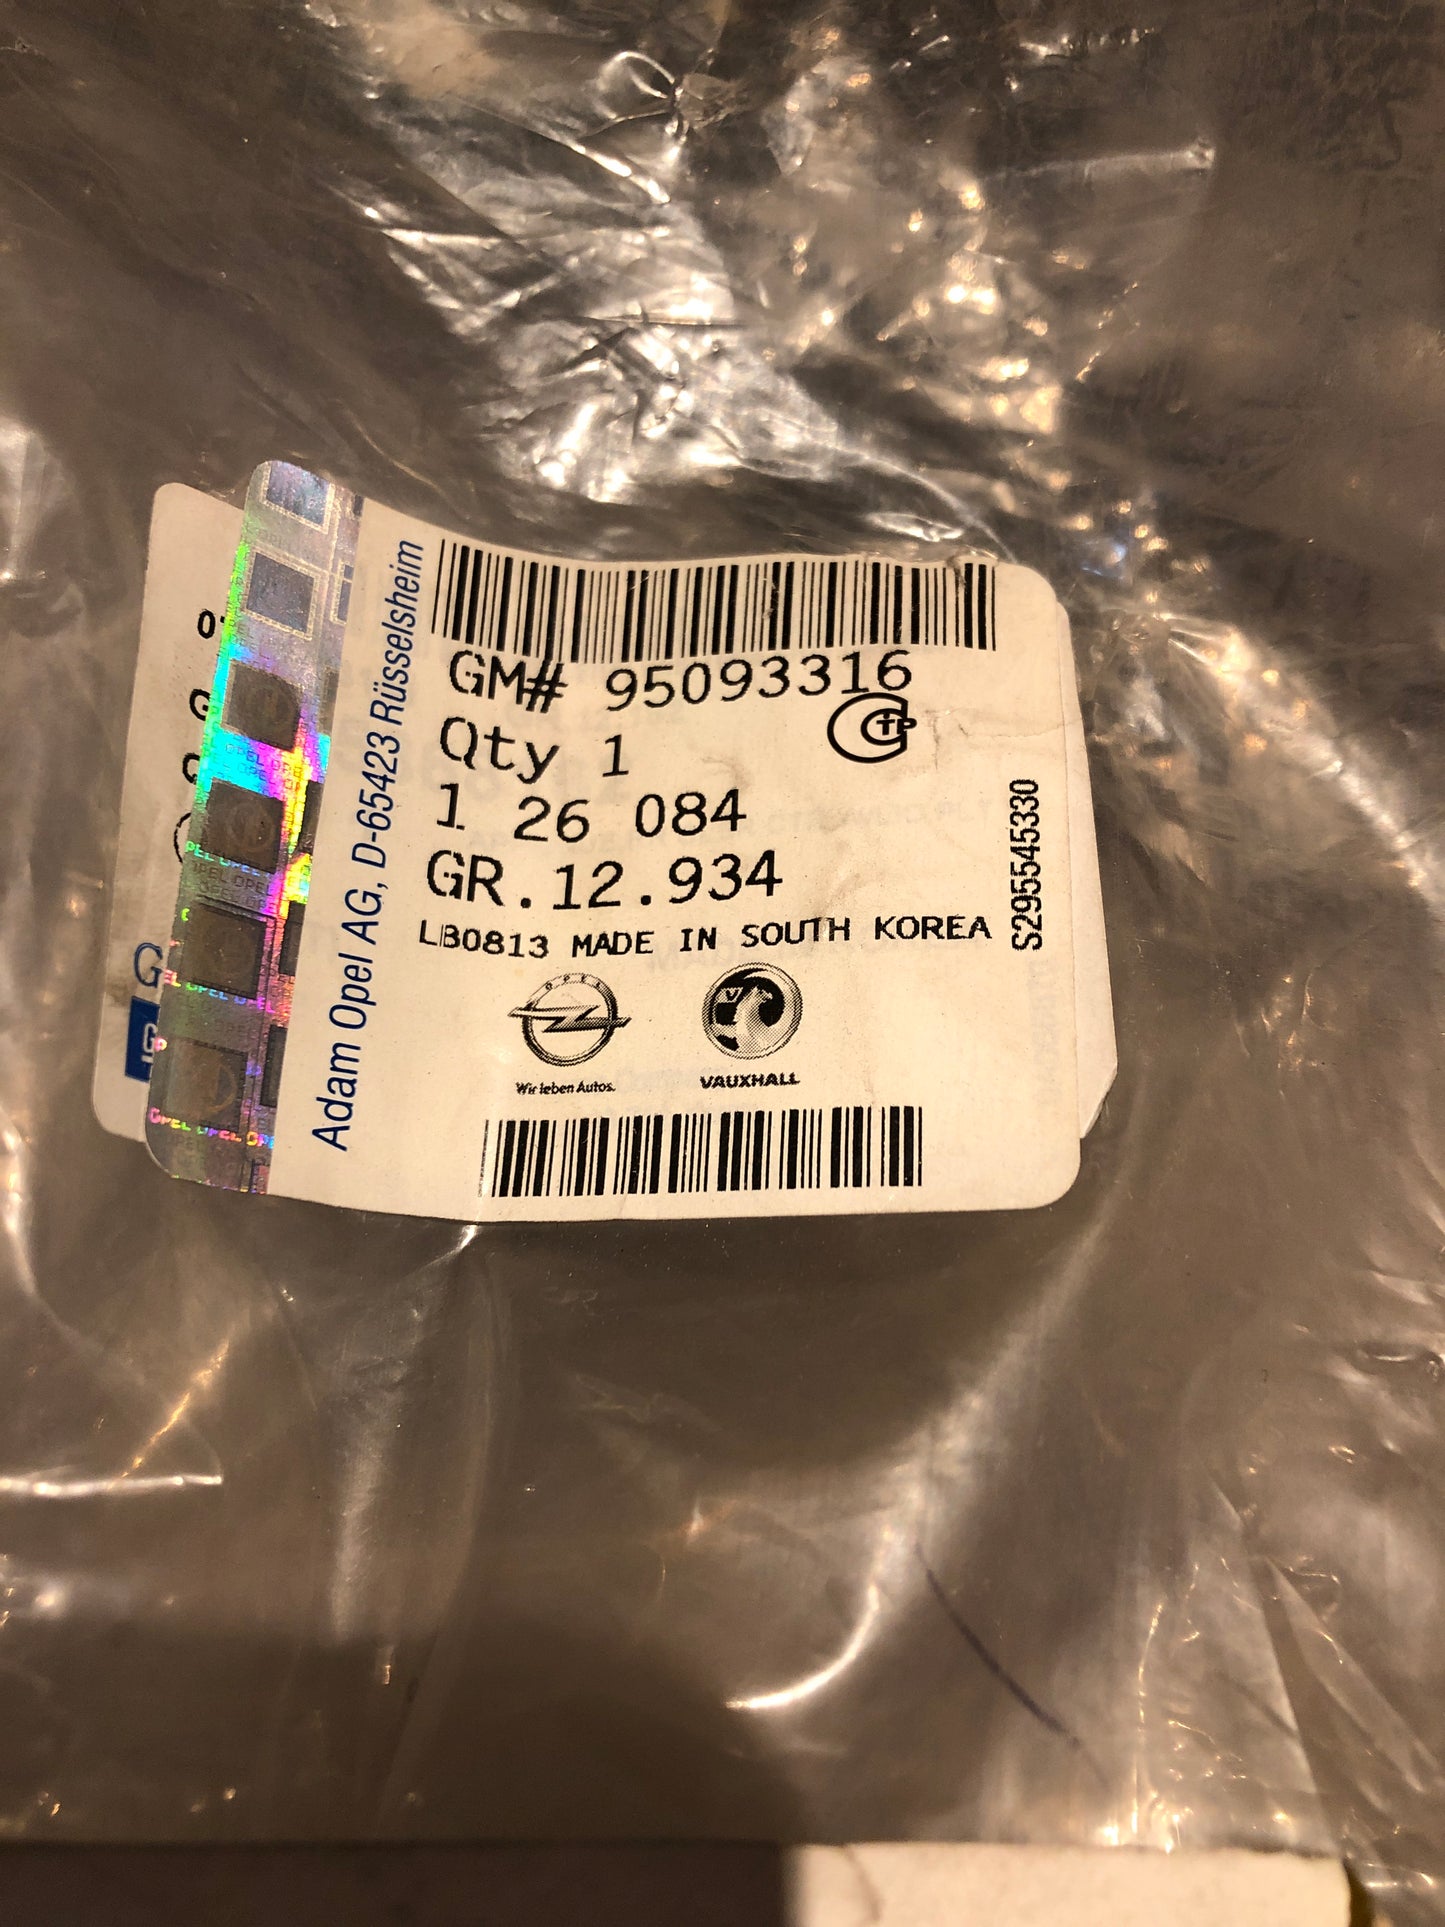 Adam Opel AG, D-65423 Rüsselsheim
GM# 95093316
Qty 1
1 26 084
GR.12.934
LB0813 MADE IN SOUTH KOREA
S295545330
OPEL
Wir leben Autos.
VAUXHALL